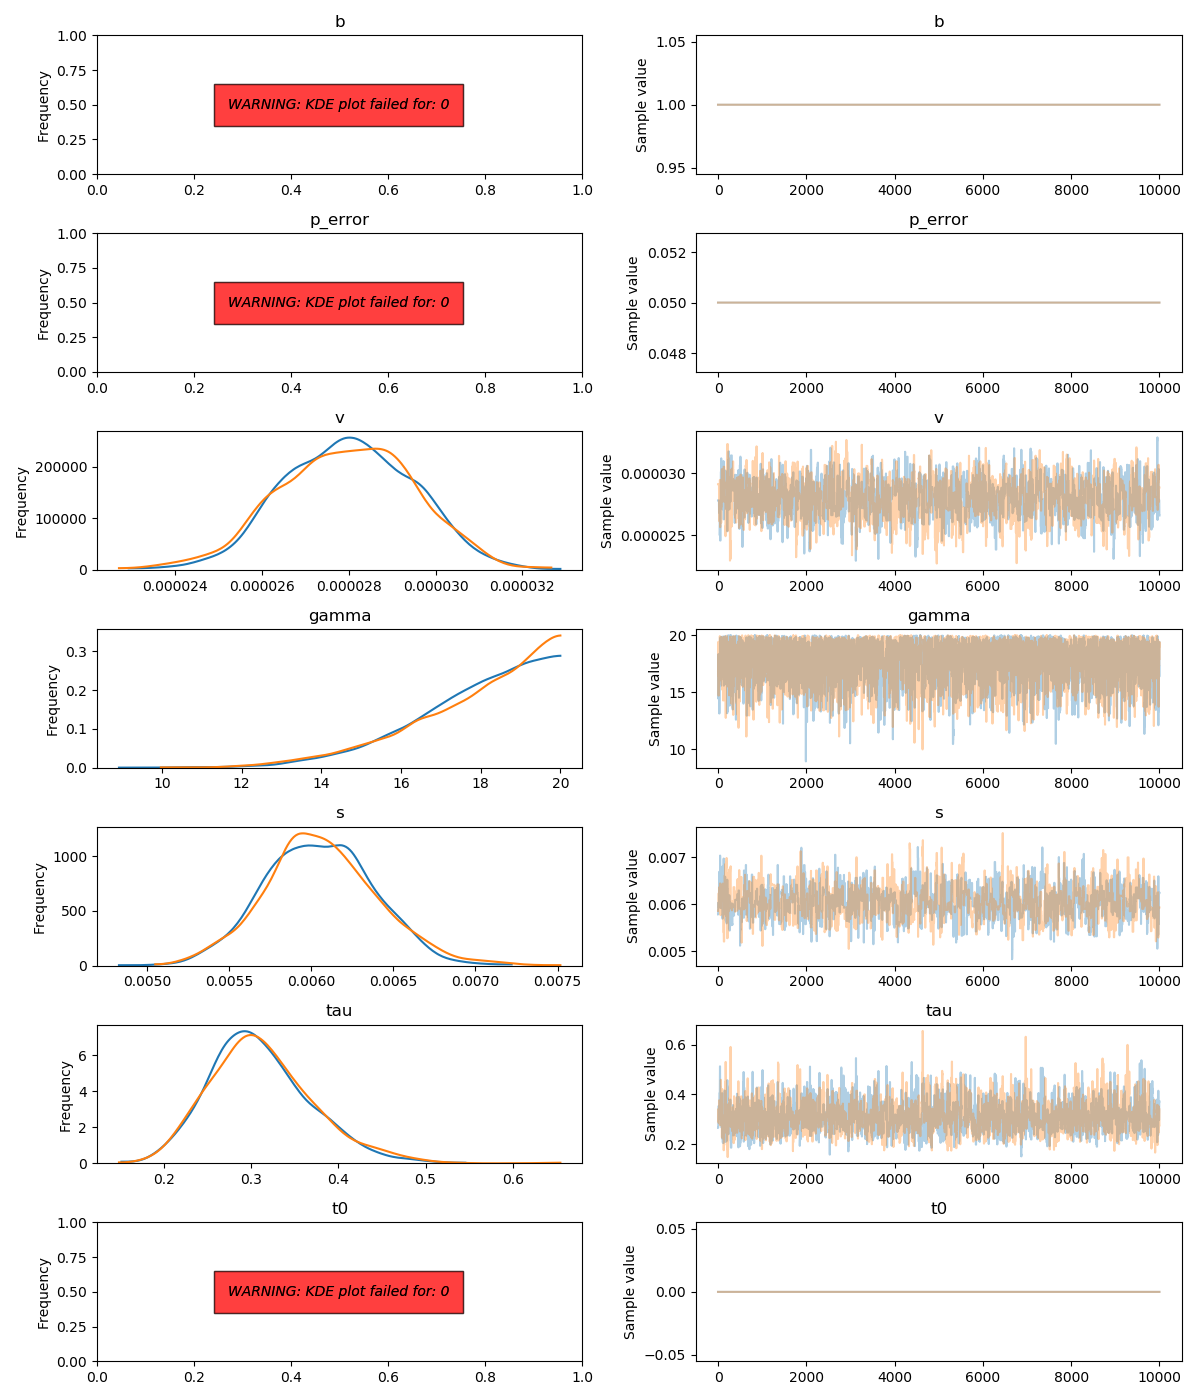 b
1.00
0.75
0.50
0.25
0.00
Frequency
WARNING: KDE plot failed for: 0
0.0 0.2 0.4 0.6 0.8 1.0
b
1.05
1.00
0.95
Sample value
0 2000 4000 6000 8000 10000
p_error
1.00
0.75
0.50
0.25
0.00
Frequency
WARNING: KDE plot failed for: 0
0.0 0.2 0.4 0.6 0.8 1.0
p_error
0.052
0.050
0.048
Sample value
0 2000 4000 6000 8000 10000
v
200000
100000
0
Frequency
0.000024 0.000026 0.000028 0.000030 0.000032
v
0.000030
0.000025
Sample value
0 2000 4000 6000 8000 10000
gamma
0.3
0.2
0.1
0.0
Frequency
10 12 14 16 18 20
gamma
20
15
10
Sample value
0 2000 4000 6000 8000 10000
s
1000
500
0
Frequency
0.0050 0.0055 0.0060 0.0065 0.0070 0.0075
s
0.007
0.006
0.005
Sample value
0 2000 4000 6000 8000 10000
tau
6
4
2
0
Frequency
0.2 0.3 0.4 0.5 0.6
tau
0.6
0.4
0.2
Sample value
0 2000 4000 6000 8000 10000
t0
1.00
0.75
0.50
0.25
0.00
Frequency
WARNING: KDE plot failed for: 0
0.0 0.2 0.4 0.6 0.8 1.0
t0
0.05
0.00
−0.05
Sample value
0 2000 4000 6000 8000 10000